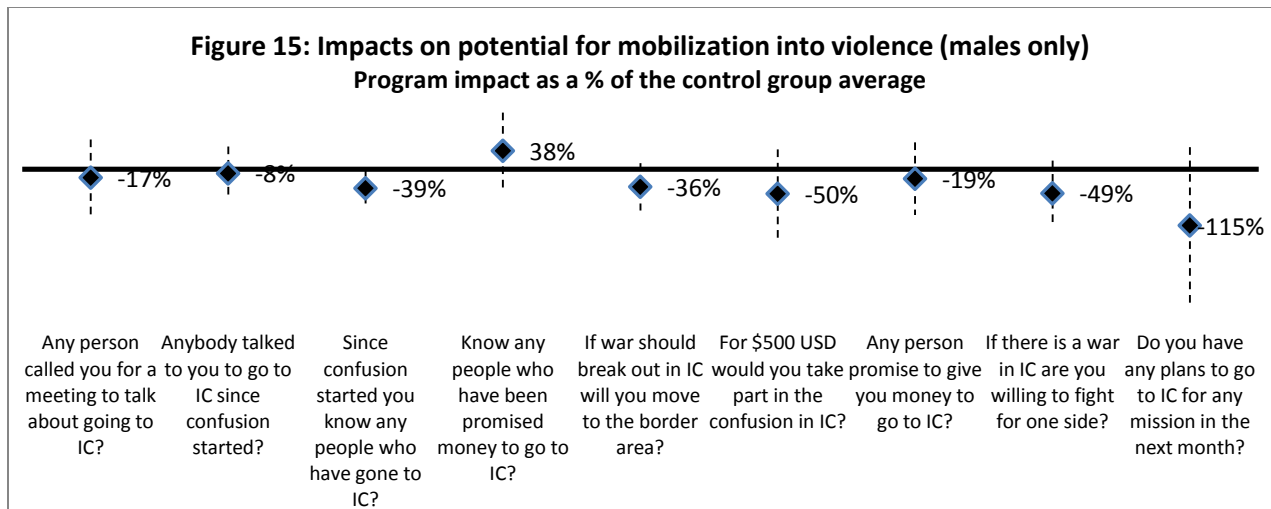 Figure 15: Impacts on potential for mobilization into violence (males only)
Program impact as a % of the control group average
-17%
-8%
-39%
38%
-36%
-50%
-19%
-49%
-115%
Any person
called you for a
meeting to talk
about going to
IC?
Anybody talked
to you to go to
IC since
confusion
started?
Since
confusion
started you
know any
people who
have gone to
IC?
Know any
people who
have been
promised
money to go to
IC?
If war should
break out in IC
will you move
to the border
area?
For $500 USD
would you take
part in the
confusion in IC?
Any person
promise to give
you money to
go to IC?
If there is a war
in IC are you
willing to fight
for one side?
Do you have
any plans to go
to IC for any
mission in the
next month?